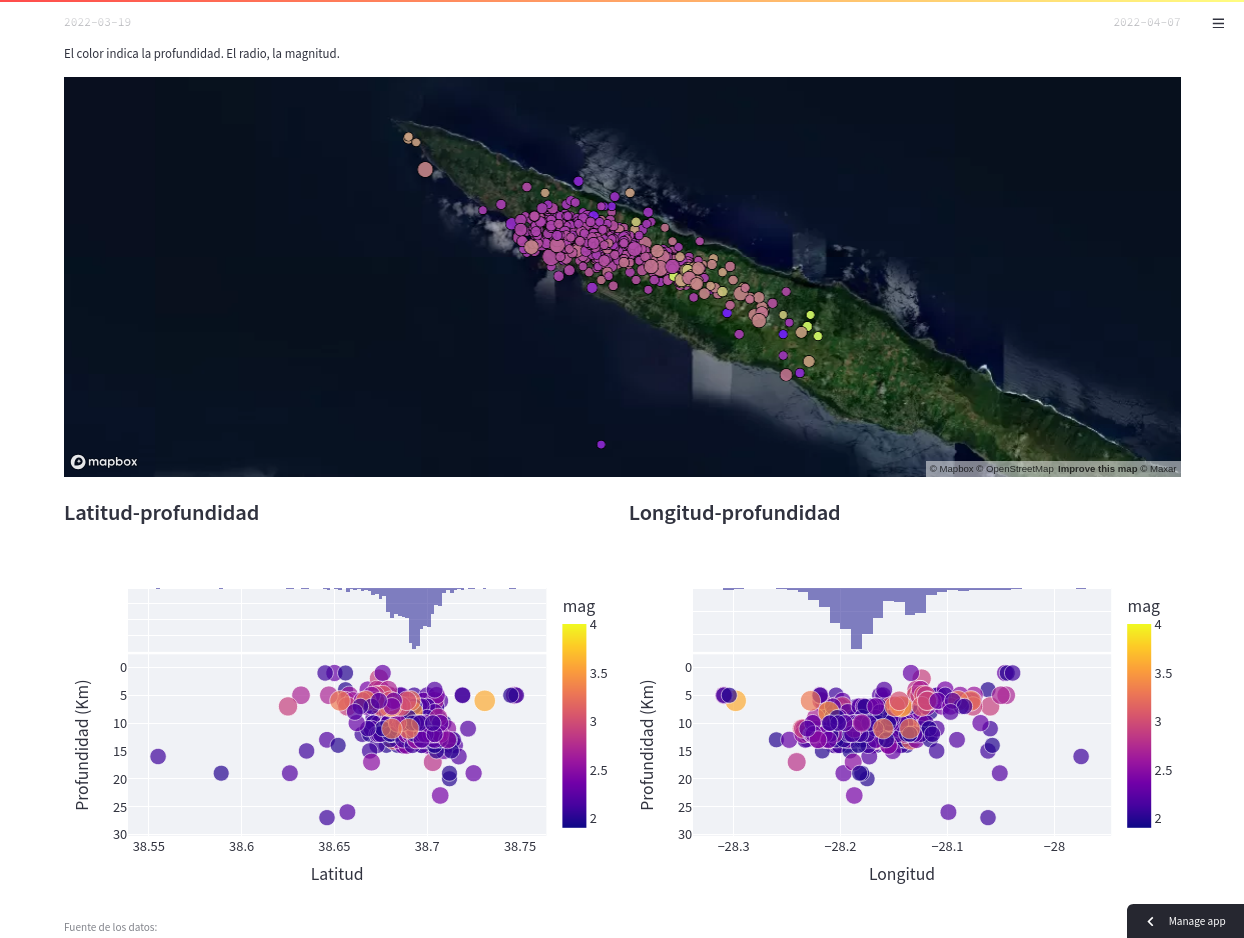 2022-03-19 2022-04-07
El color indica la profundidad. El radio, la magnitud.
mapbox
© Mapbox © OpenStreetMap Improve this map © Maxar
Latitud-profundidad
Longitud-profundidad
mag
4
3.5
3
2.5
2
0
5
10
15
20
25
30
Profundidad (Km)
38.55 38.6 38.65 38.7 38.75
Latitud
mag
4
3.5
3
2.5
2
0
5
10
15
20
25
30
Profundidad (Km)
−28.3 −28.2 −28.1 −28
Longitud
Fuente de los datos:
Manage app